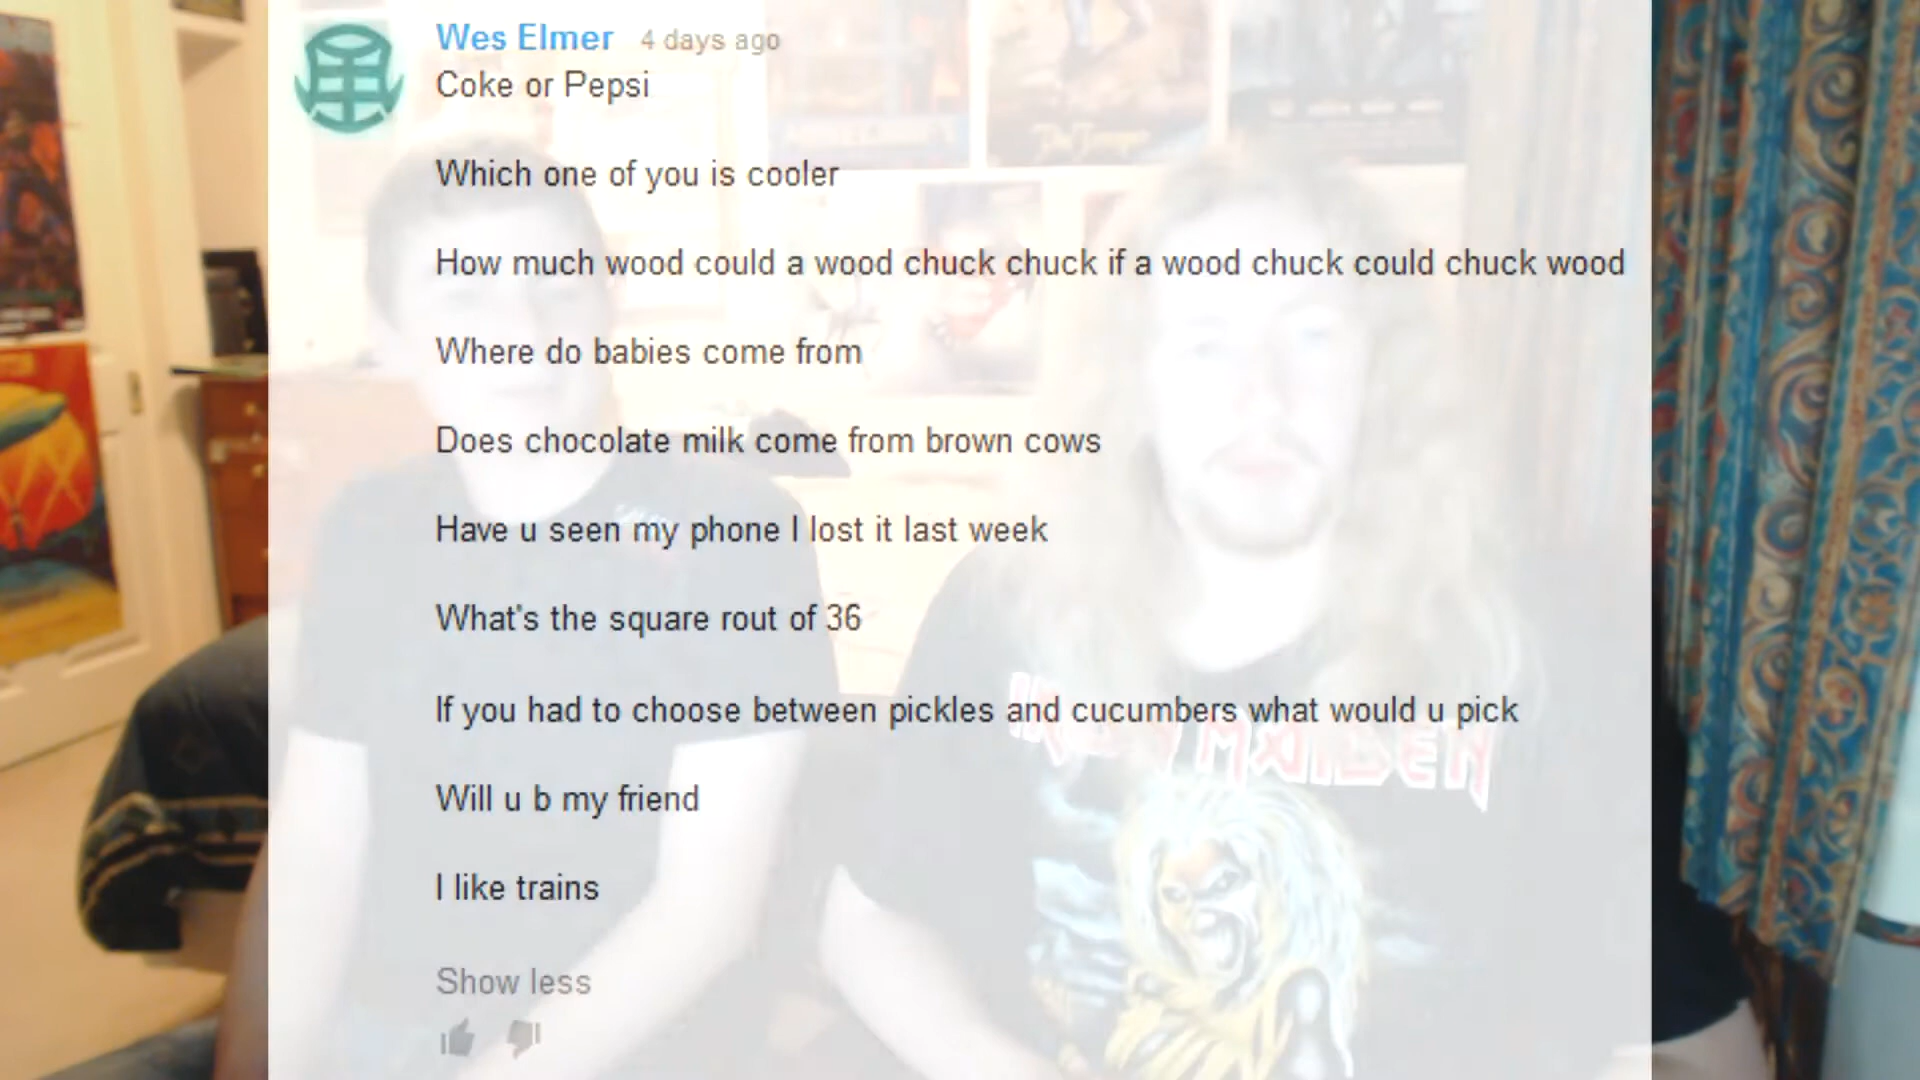 Wes Elmer 4 days ago
Coke or Pepsi
Which one of you is cooler
How much wood could a wood chuck chuck if a wood chuck could chuck wood
Where do babies come from
Does chocolate milk come from brown cows
Have u seen my phone I lost it last week
What's the square rout of 36
If you had to choose between pickles and cucumbers what would u pick
IRON MAIDEN
Will u b my friend
I like trains
Show less